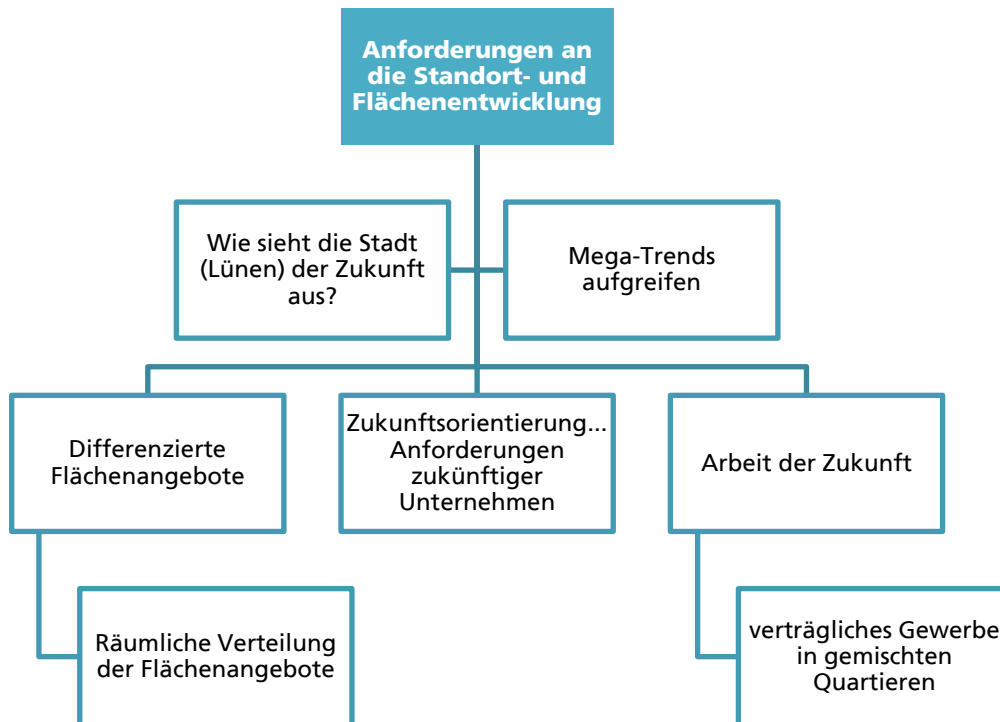 Anforderungen an
die Standort- und
Flächenentwicklung
Wie sieht die Stadt
(Lünen) der Zukunft
aus?
Mega-Trends
aufgreifen
Differenzierte
Flächenangebote
Zukunftsorientierung...
Anforderungen
zukünftiger
Unternehmen
Arbeit der Zukunft
Räumliche Verteilung
der Flächenangebote
verträgliches Gewerbe
in gemischten
Quartieren